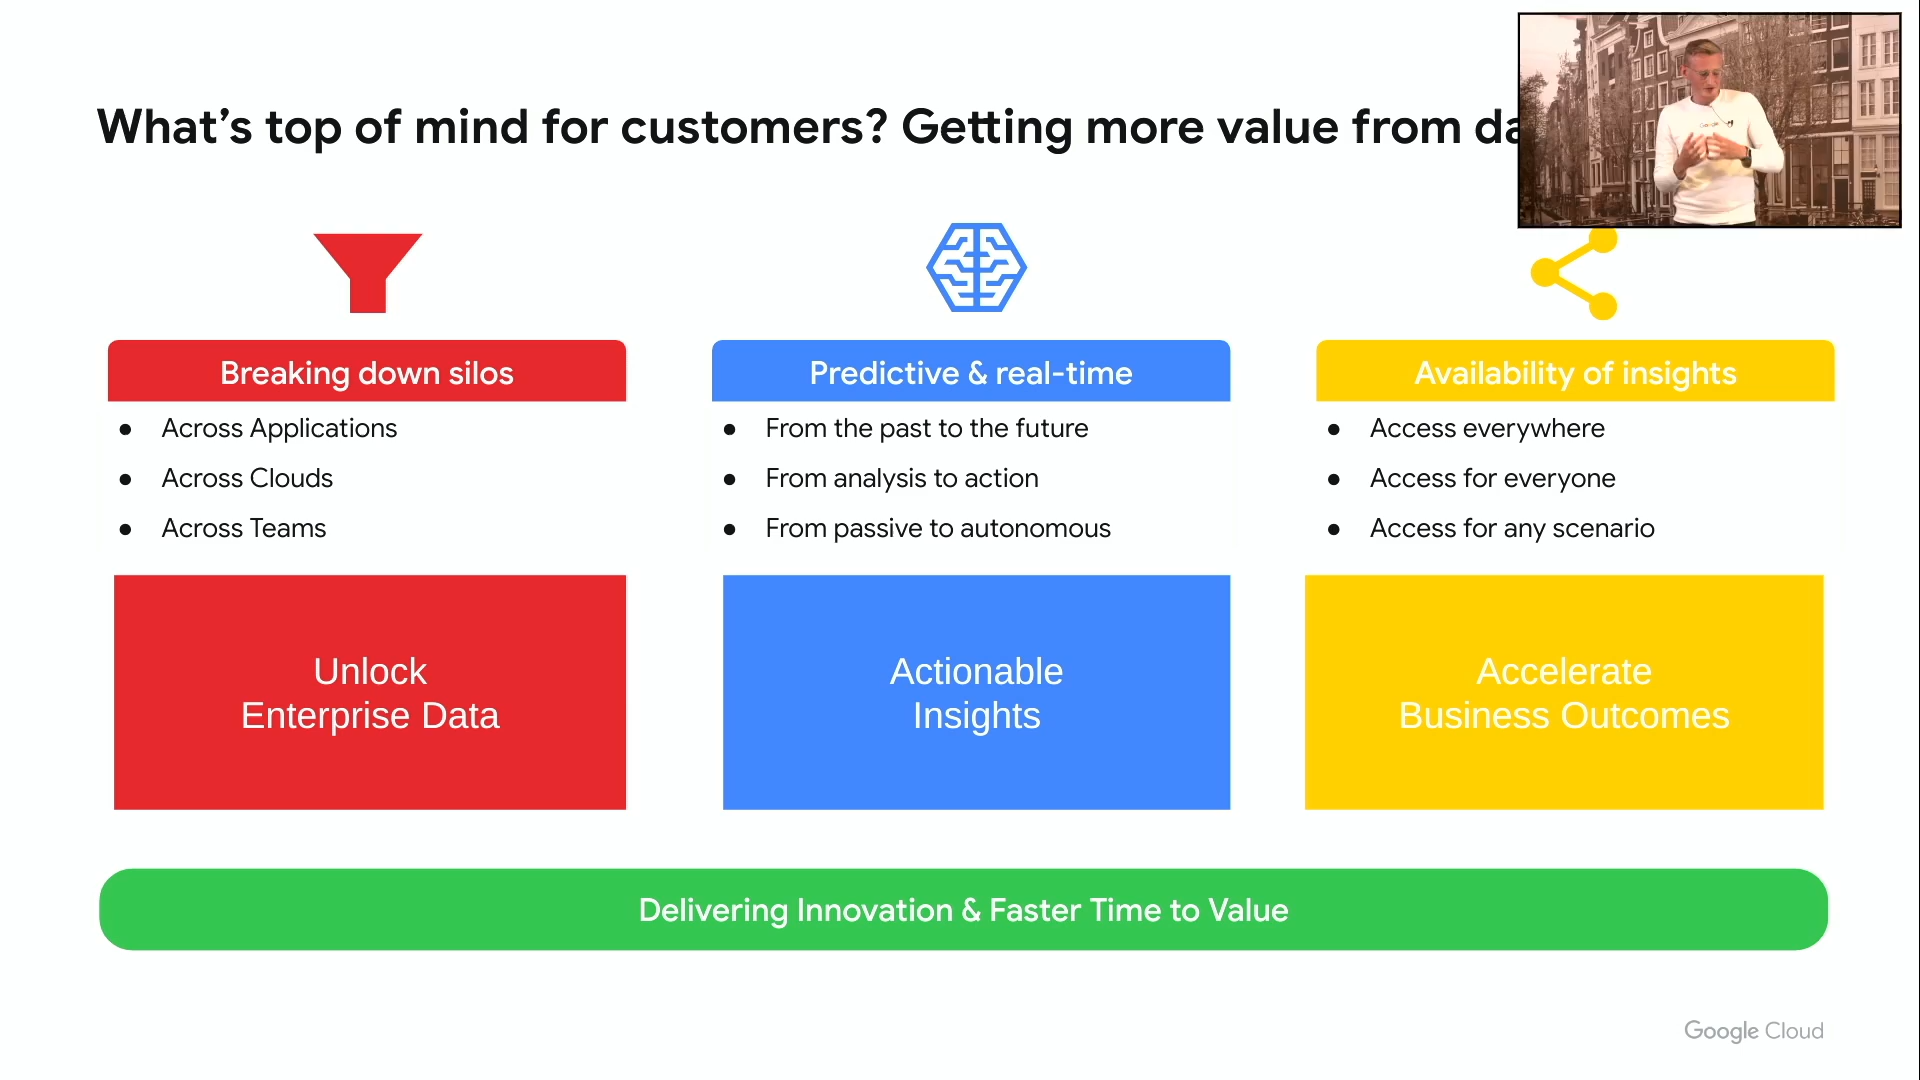 What's top of mind for customers? Getting more value from
Breaking down silos
Across Applications
Across Clouds
Across Teams
Unlock
Enterprise Data
Predictive & real-time
From the past to the future
From analysis to action
From passive to autonomous
Actionable
Insights
Availability of insights
Access everywhere
Access for everyone
Access for any scenario
Accelerate
Business Outcomes
Delivering Innovation & Faster Time to Value
Google Cloud